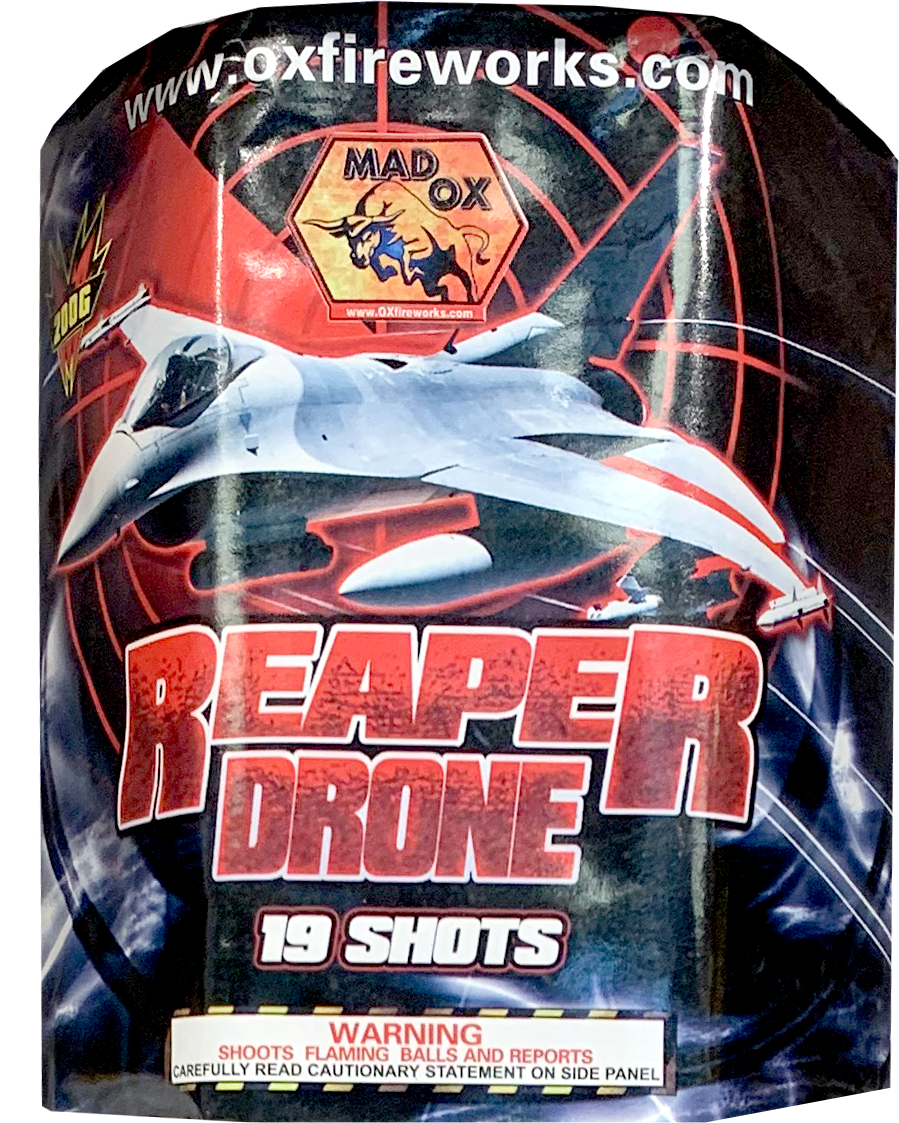 www.oxfireworks.com
MAD
OX
www.OXfireworks.com
200G
REAPER
DRONE
19 SHOTS
WARNING
SHOOTS FLAMING BALLS AND REPORTS
CAREFULLY READ CAUTIONARY STATEMENT ON SIDE PANEL